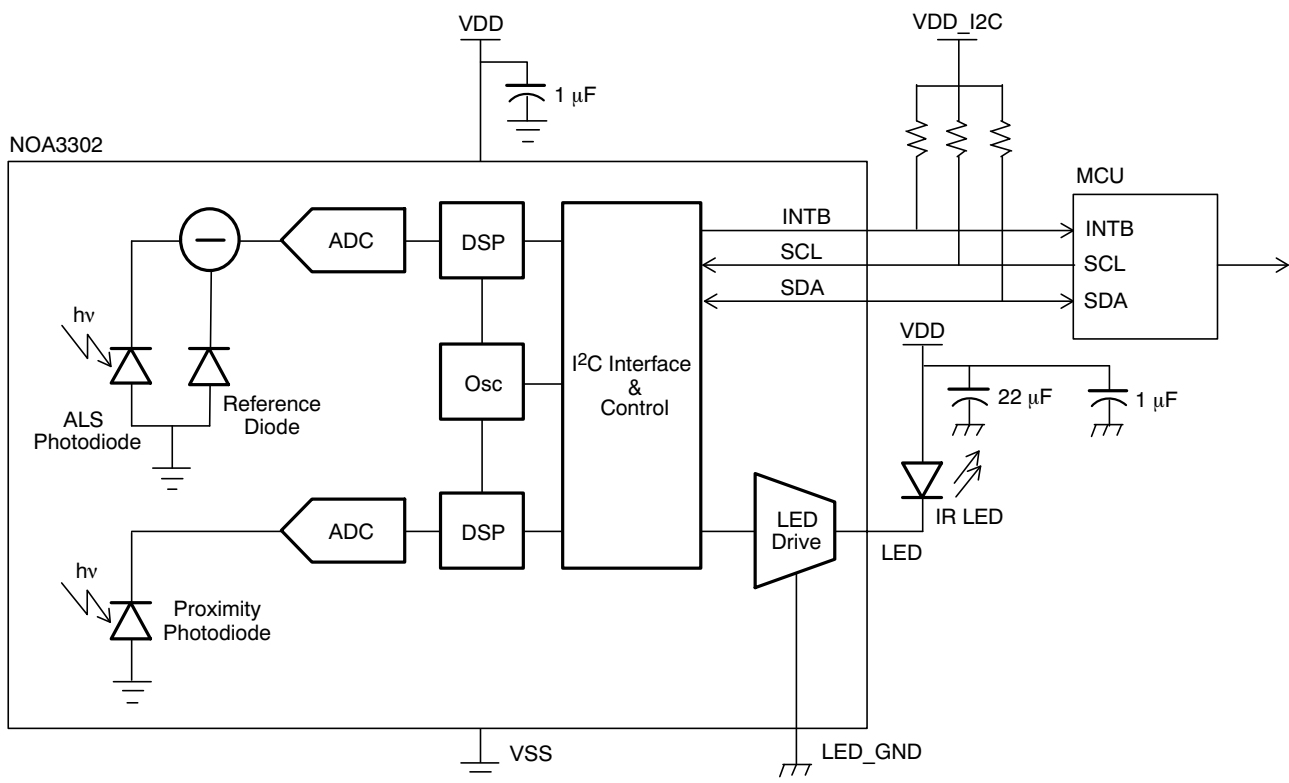 VDD
1 μF
VDD_I2C
NOA3302
MCU
INTB
SCL
SDA
INTB
SCL
SDA
ADC
DSP
hν
ALS
Photodiode
Reference
Diode
Osc
I²C Interface
&
Control
VDD
22 μF
1 μF
IR LED
LED
LED
Drive
ADC
DSP
hν
Proximity
Photodiode
VSS
LED_GND